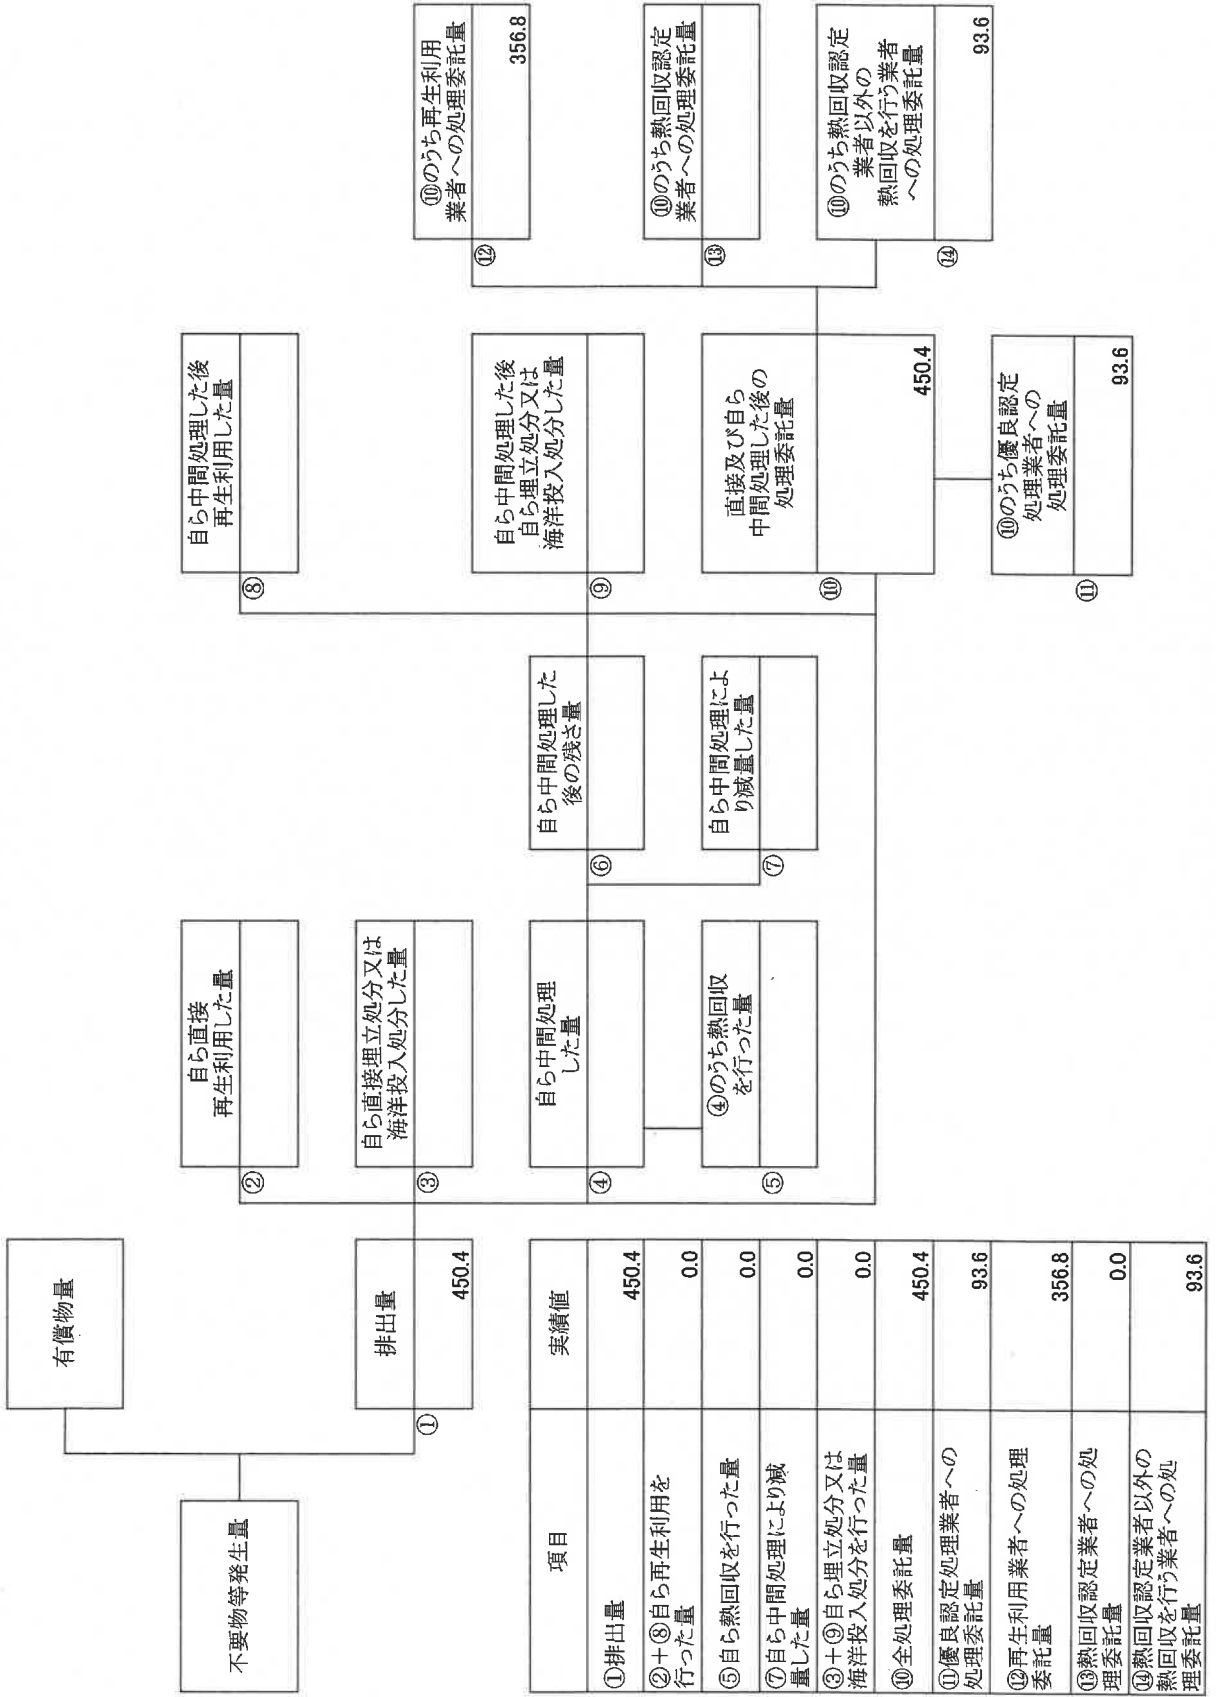 不要物等発生量
有償物量
排出量
①
450.4
自ら直接
再生利用した量
②
自ら直接埋立処分又は
海洋投入処分した量
③
自ら中間処理
した量
④
④のうち熱回収
を行った量
⑤
自ら中間処理した
後の残さ量
⑥
自ら中間処理によ
り減量した量
⑦
自ら中間処理した後
再生利用した量
⑧
自ら中間処理した後
自ら埋立処分又は
海洋投入処分した量
⑨
直接及び自ら
中間処理した後の
処理委託量
⑩
450.4
⑩のうち優良認定
処理業者への
処理委託量
⑪
93.6
⑩のうち再生利用
業者への処理委託量
⑫
356.8
⑩のうち熱回収認定
業者への処理委託量
⑬
⑩のうち熱回収認定
業者以外の
熱回収を行う業者
への処理委託量
⑭
93.6
項目 実績値
①排出量 450.4
②+⑧自ら再生利用を
行った量 0.0
⑤自ら熱回収を行った量 0.0
⑦自ら中間処理により減
量した量 0.0
③+⑨自ら埋立処分又は
海洋投入処分を行った量 0.0
⑩全処理委託量 450.4
⑪優良認定処理業者への
処理委託量 93.6
⑫再生利用業者への処理
委託量 356.8
⑬熱回収認定業者への処
理委託量 0.0
⑭熱回収認定業者以外の
熱回収を行う業者への処
理委託量 93.6